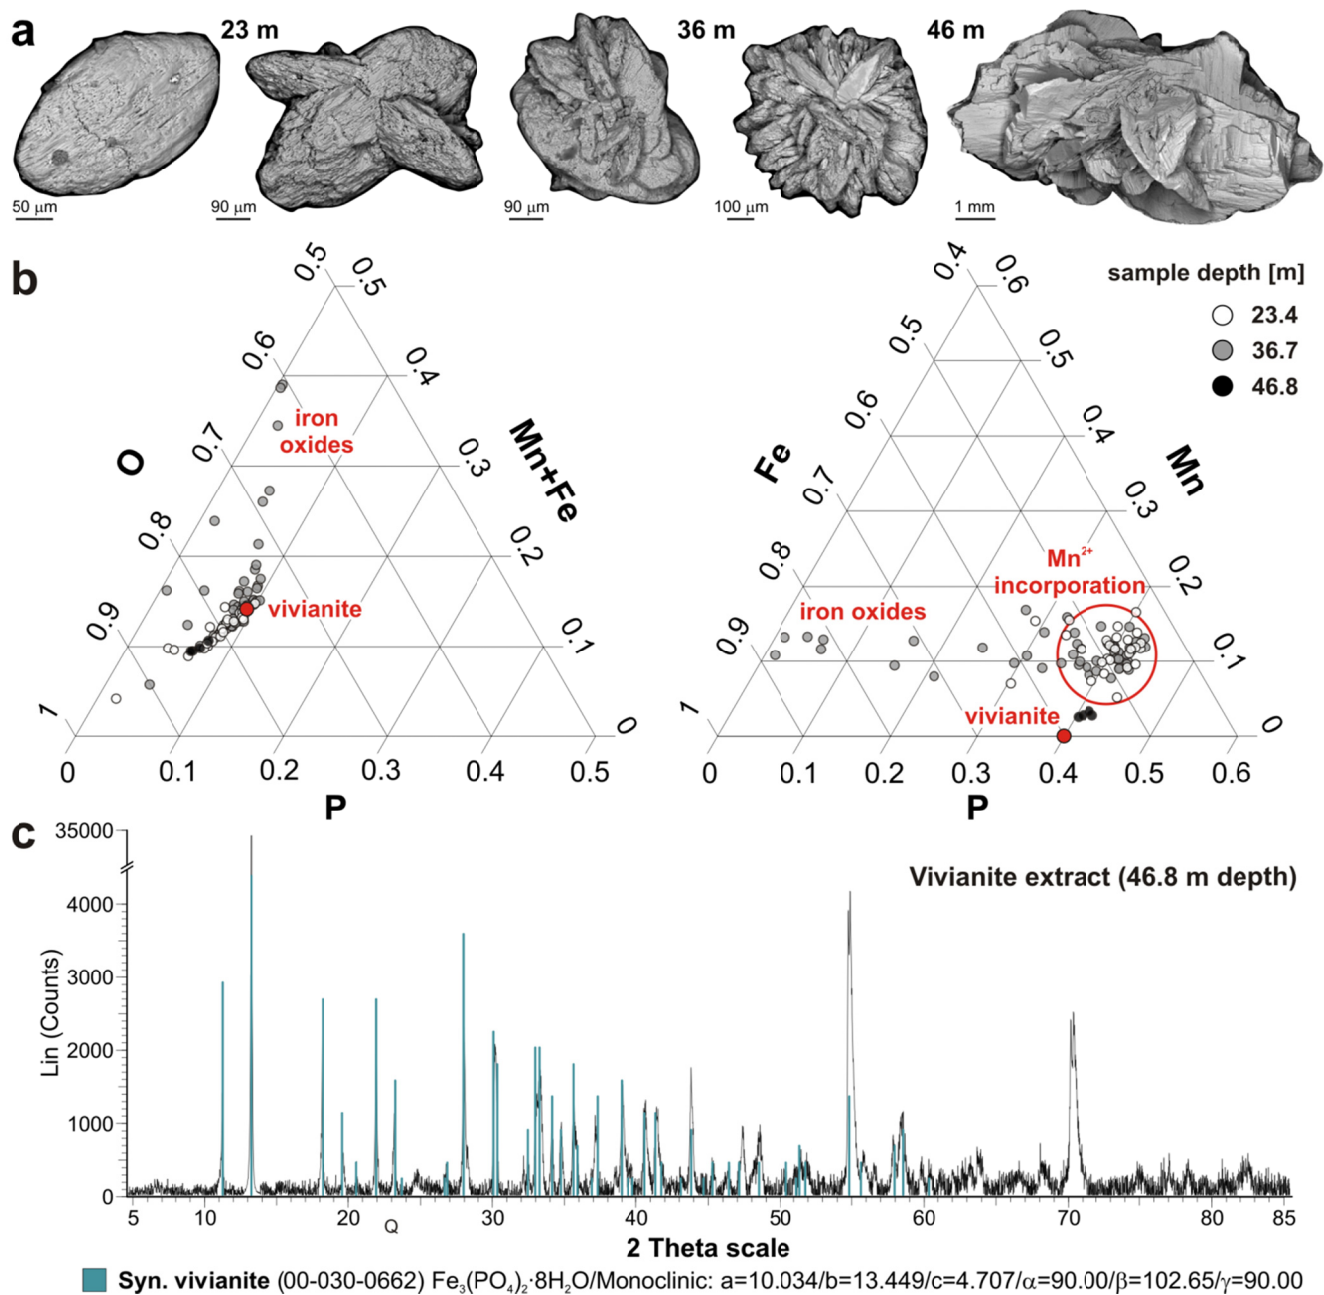 a
23 m
36 m
46 m
50 μm
90 μm
90 μm
100 μm
1 mm
b
sample depth [m]
23.4
36.7
46.8
0.5
0.5
0.6
0.4
0.7
0.3
0.8
0.2
0.9
0.1
1
0
O
Mn+Fe
iron
oxides
vivianite
0
0.1
0.2
0.3
0.4
0.5
P
0.4
0.6
0.5
0.5
0.6
0.4
0.7
0.3
0.8
0.2
0.9
0.1
1
0
Fe
Mn
Mn²⁺
incorporation
iron oxides
vivianite
0
0.1
0.2
0.3
0.4
0.5
0.6
P
c
Vivianite extract (46.8 m depth)
Lin (Counts)
35000
4000
3000
2000
1000
0
5
10
20
30
40
50
60
70
80
85
Q
2 Theta scale
Syn. vivianite (00-030-0662) Fe₃(PO₄)₂·8H₂O/Monoclinic: a=10.034/b=13.449/c=4.707/α=90.00/β=102.65/γ=90.00